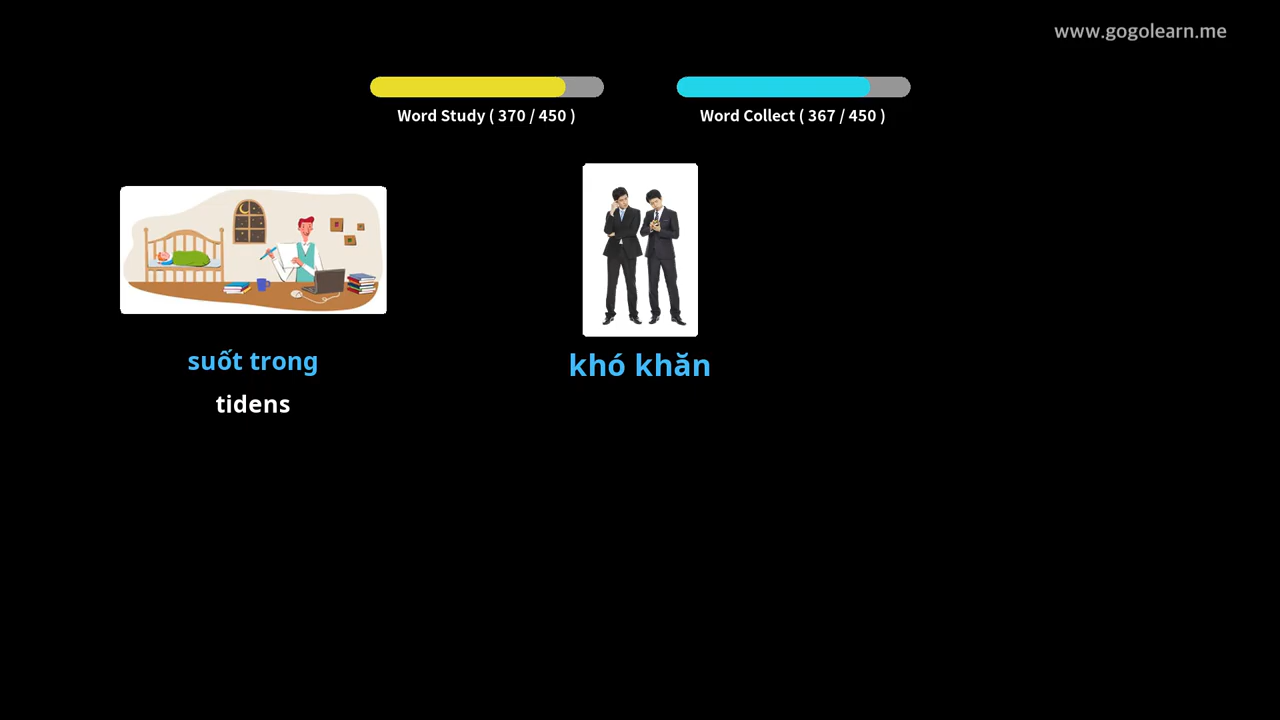 www.gogolearn.me
Word Study ( 370 / 450 )
Word Collect ( 367 / 450 )
suốt trong
tidens
khó khăn